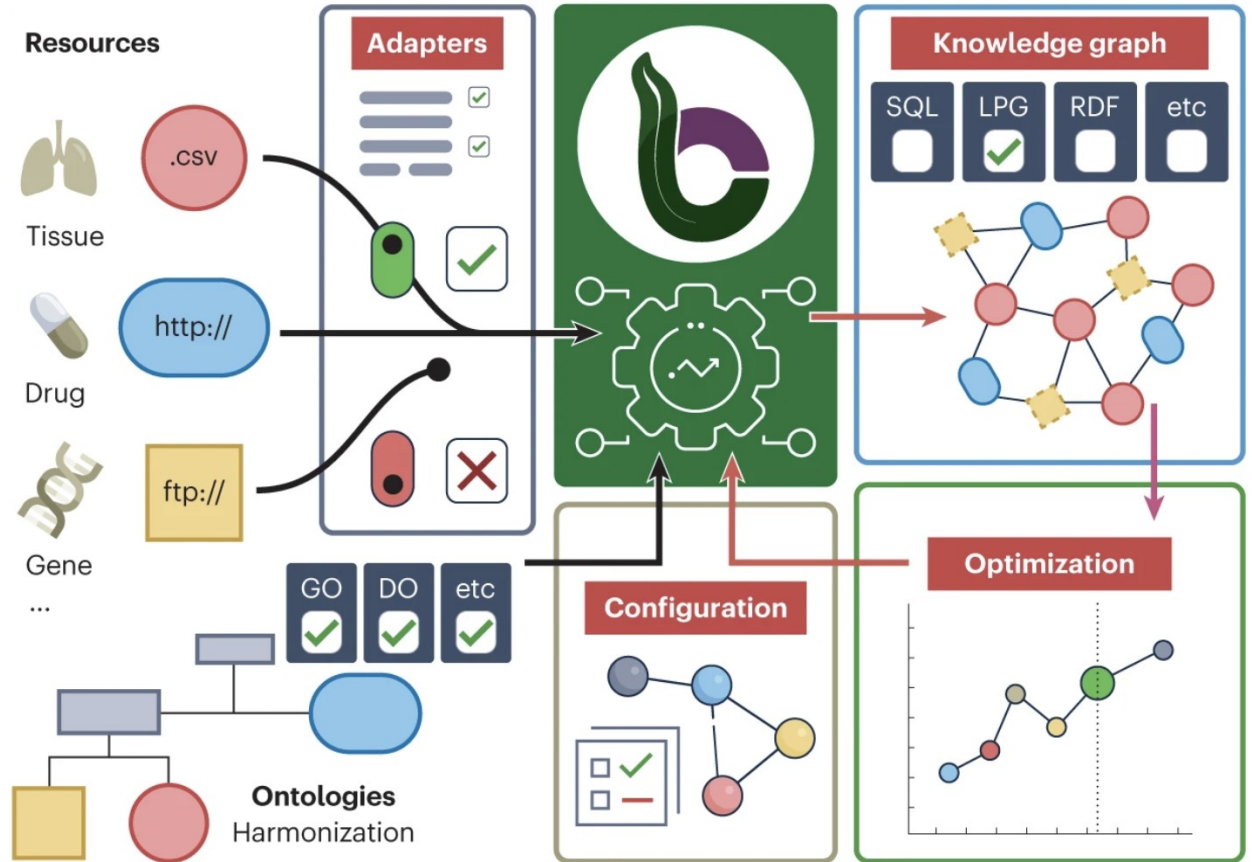 Resources
Adapters
Knowledge graph
SQL
LPG
RDF
etc
.csv
Tissue
http://
Drug
ftp://
Gene
...
GO
DO
etc
Configuration
Optimization
Ontologies
Harmonization